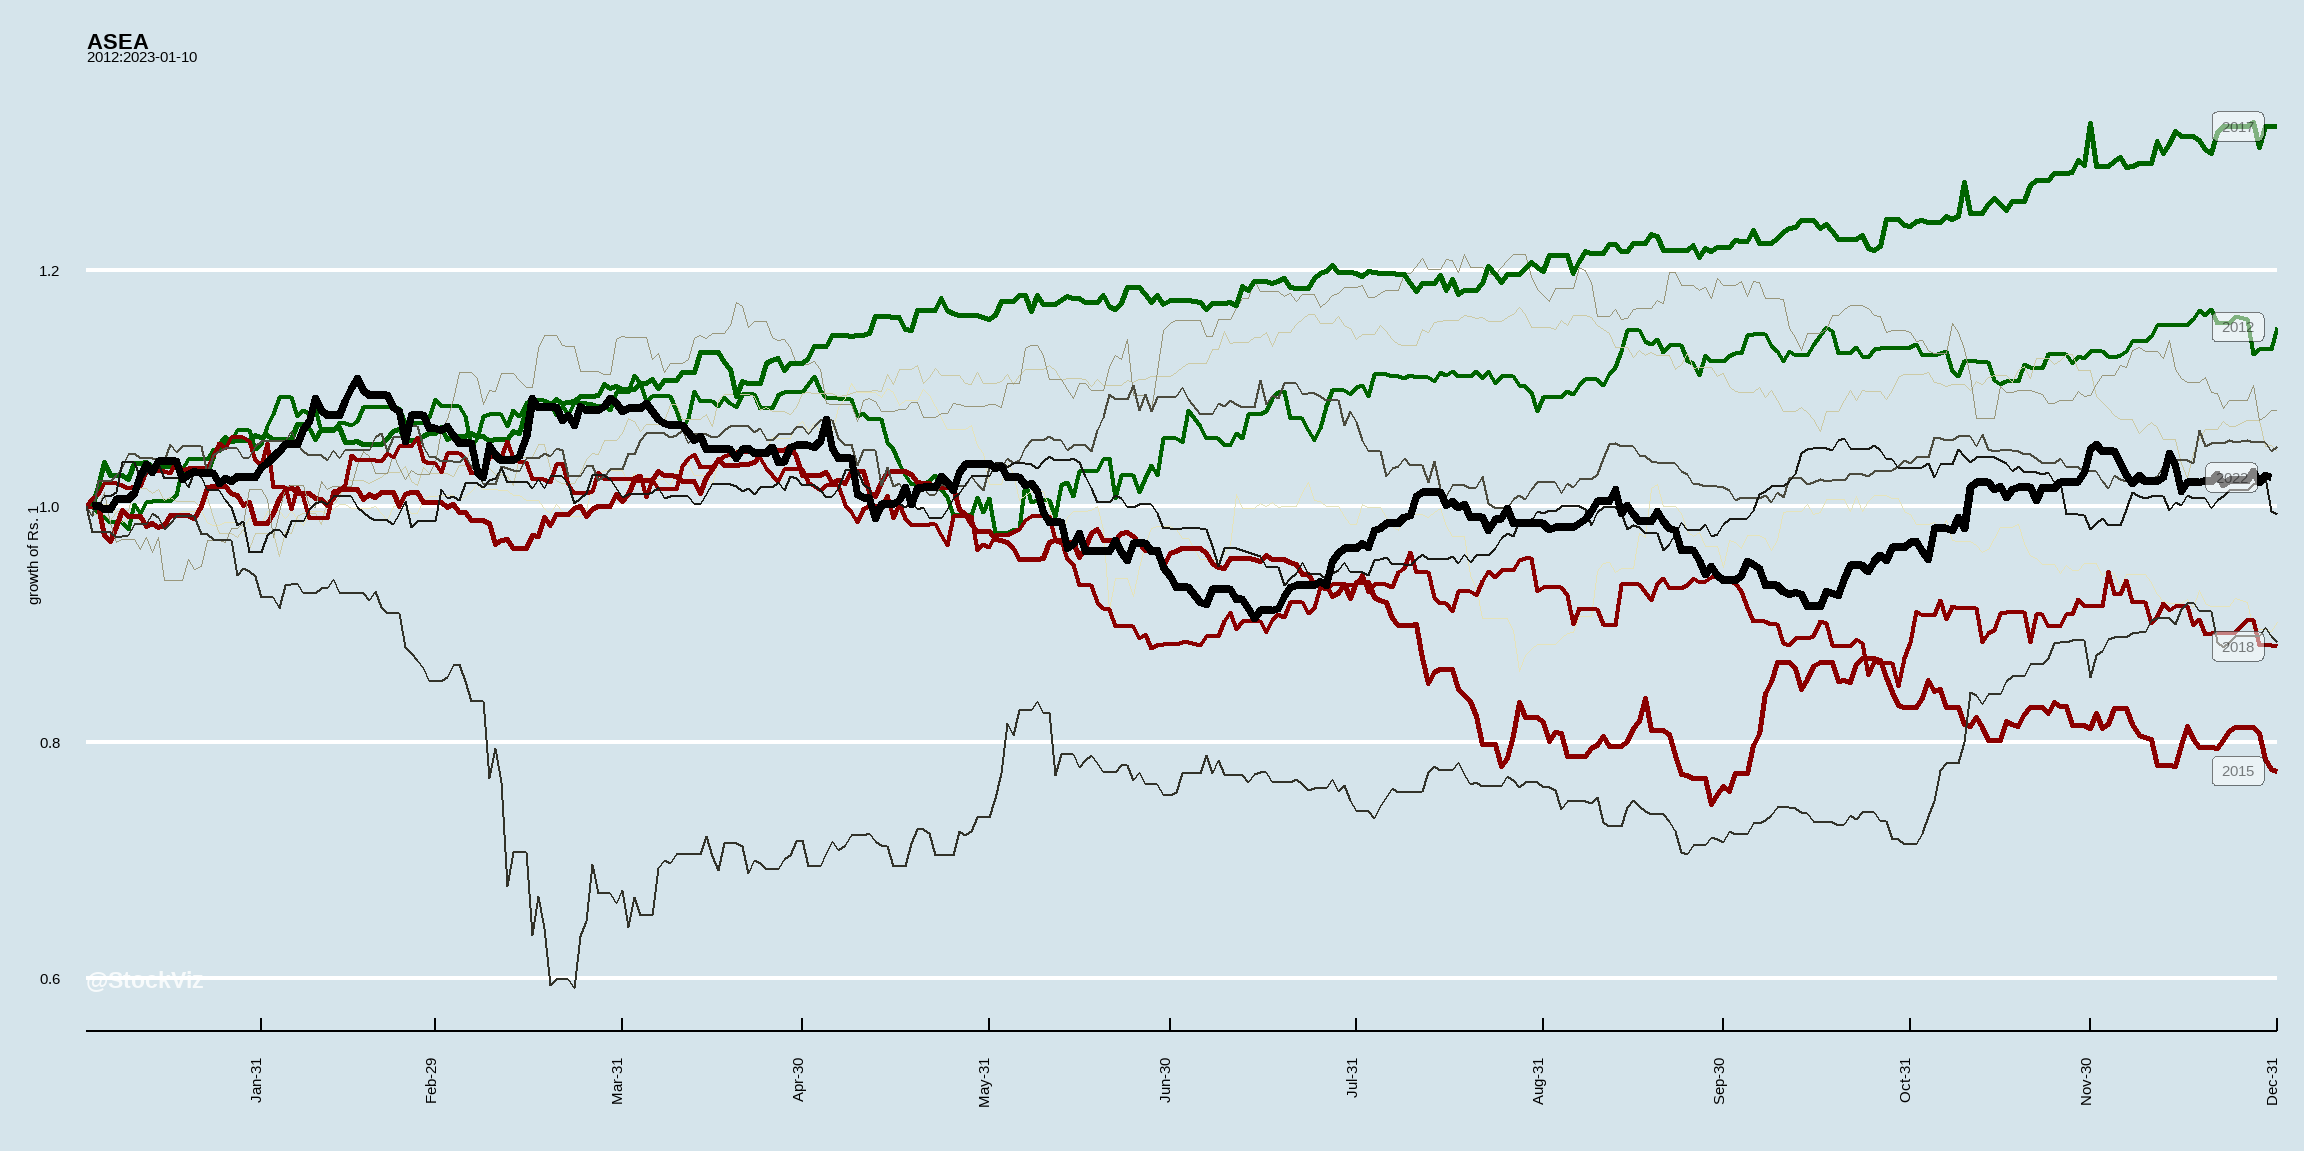 ASEA
2012:2023-01-10
2017
1.2
2012
2022
1.0
growth of Rs. 1
2018
0.8
2015
0.6
@StockViz
Jan-31
Feb-29
Mar-31
Apr-30
May-31
Jun-30
Jul-31
Aug-31
Sep-30
Oct-31
Nov-30
Dec-31